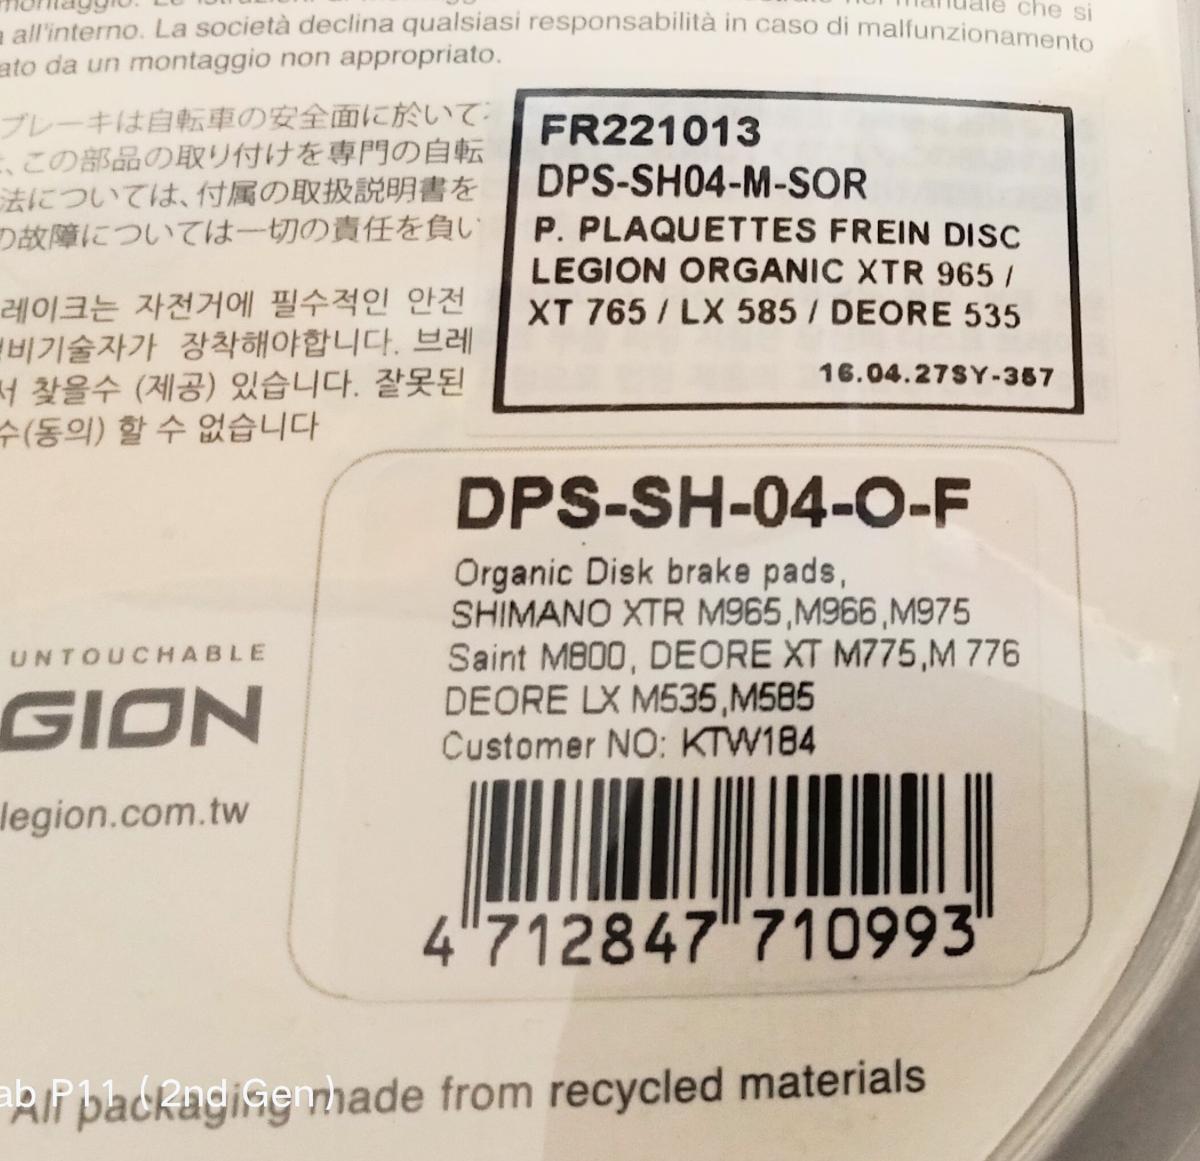 all'interno. La società declina qualsiasi responsabilità in caso di malfunzionamento
da un montaggio non appropriato.
ブレーキは自転車の安全面に於いて
、この部品の取り付けを専門の自転
法については、付属の取扱説明書を
の故障については一切の責任を負い
레이크는 자전거에 필수적인 안전
비기술자가 장착해야합니다. 브레
서 찾을수 (제공) 있습니다. 잘못된
수(동의) 할 수 없습니다
FR221013
DPS-SH04-M-SOR
P. PLAQUETTES FREIN DISC
LEGION ORGANIC XTR 965 /
XT 765 / LX 585 / DEORE 535
16.04.27SY-367
DPS-SH-04-O-F
Organic Disk brake pads,
SHIMANO XTR M965,M966,M975
Saint M800, DEORE XT M775,M 776
DEORE LX M535,M585
Customer NO: KTW184
UNTOUCHABLE
GION
legion.com.tw
4 712847 710993
All packaging made from recycled materials
ab P11 (2nd Gen)